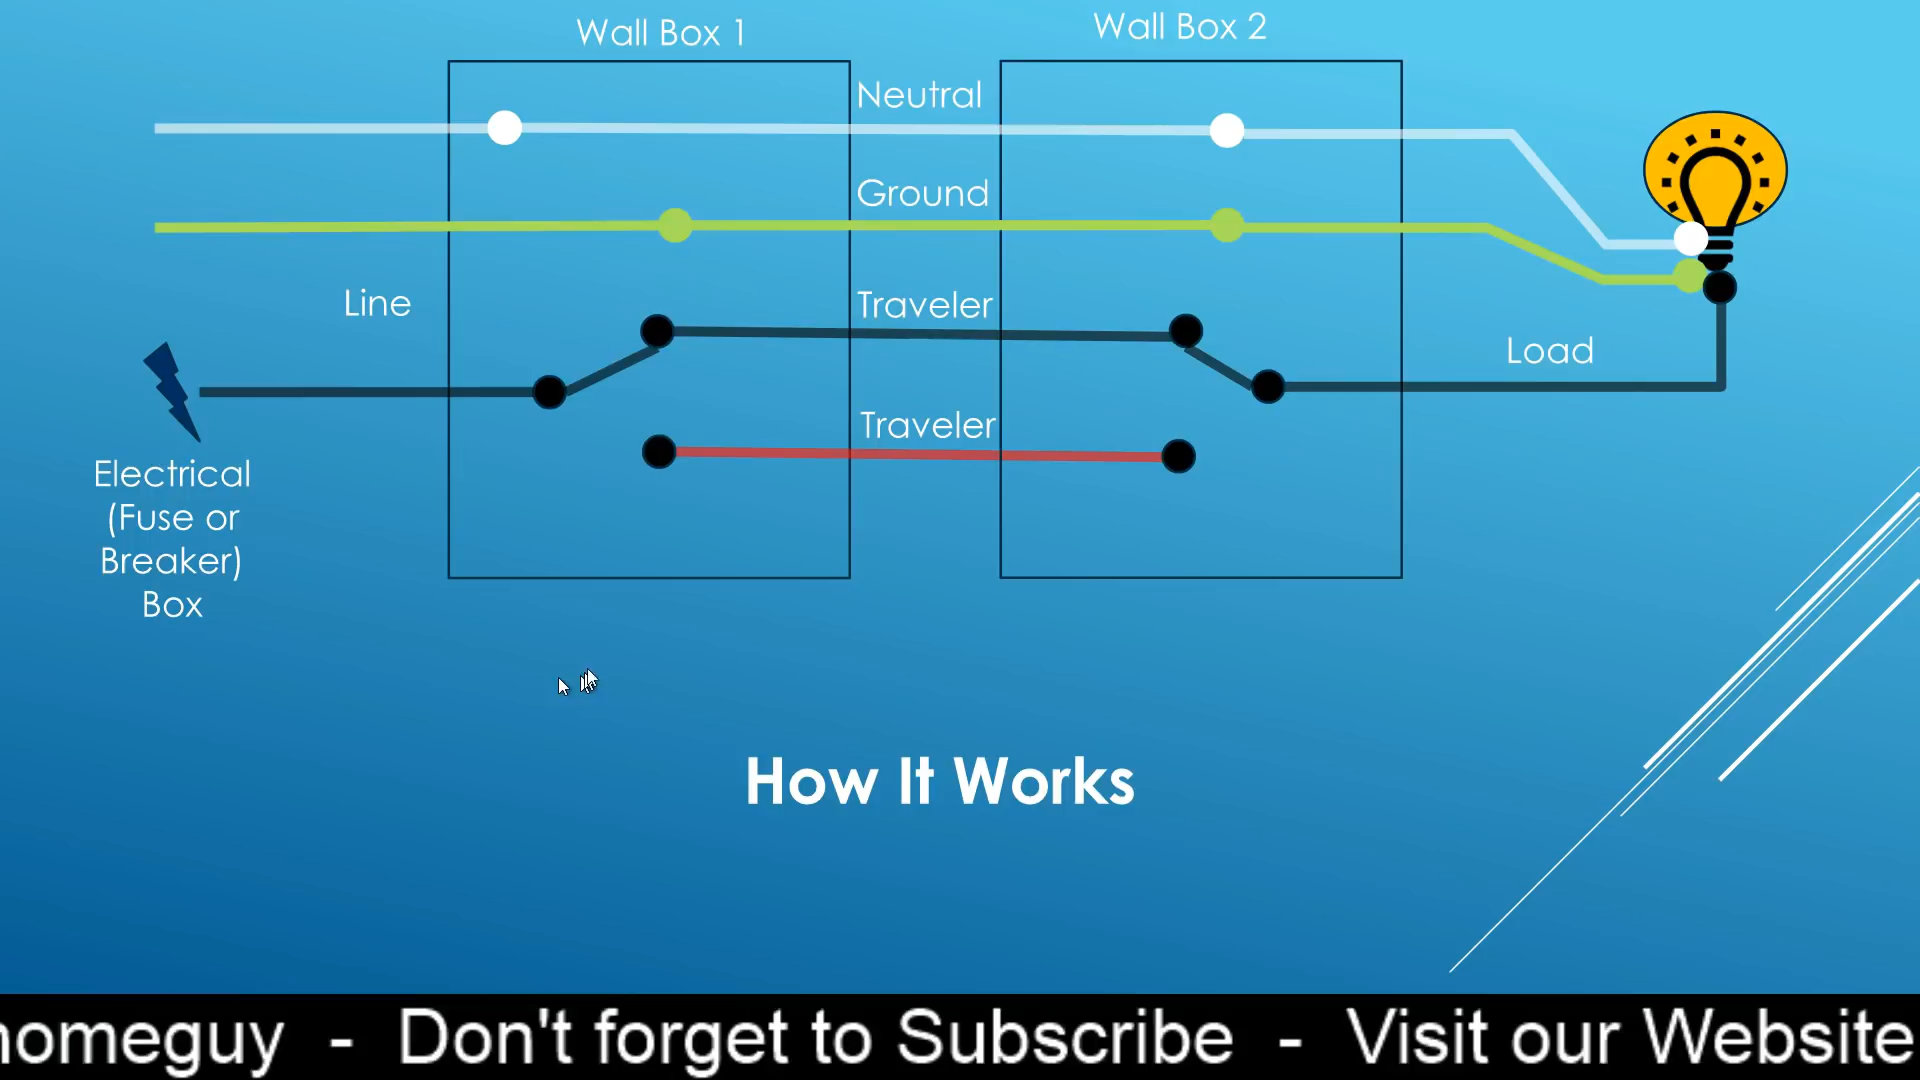 Wall Box 1
Wall Box 2
Neutral
Ground
Line
Traveler
Load
Traveler
Electrical
(Fuse or
Breaker)
Box
How It Works
homeguy - Don't forget to Subscribe - Visit our Website